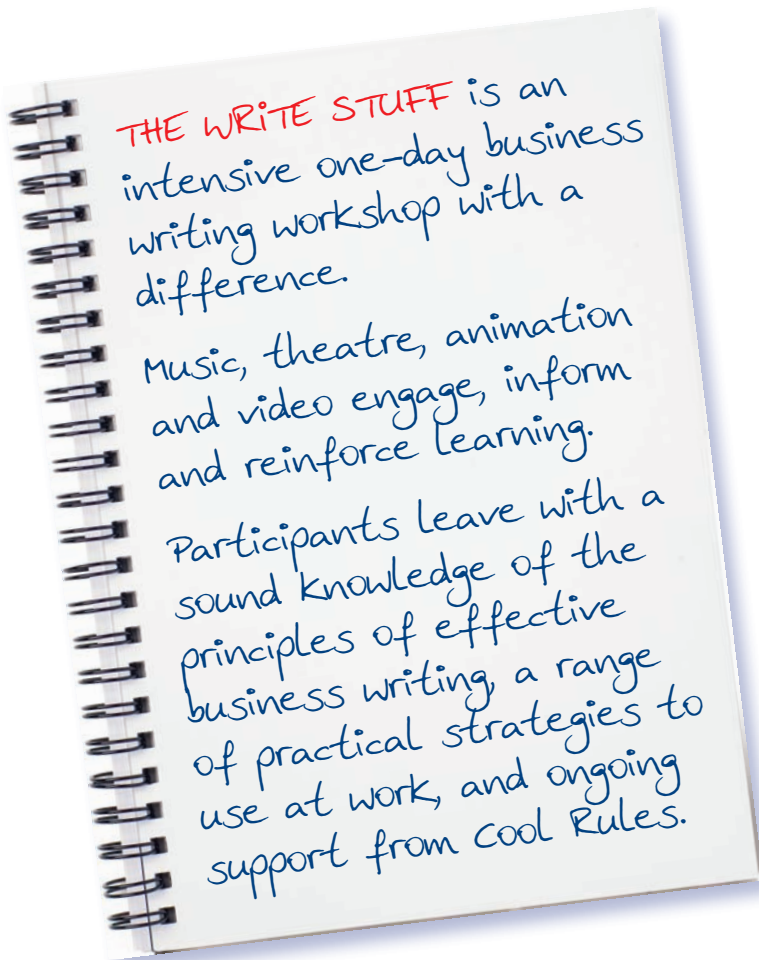 THE WRITE STUFF is an
intensive one-day business
writing workshop with a
difference.
Music, theatre, animation
and video engage, inform
and reinforce learning.
Participants leave with a
sound knowledge of the
principles of effective
business writing, a range
of practical strategies to
use at work, and ongoing
support from Cool Rules.